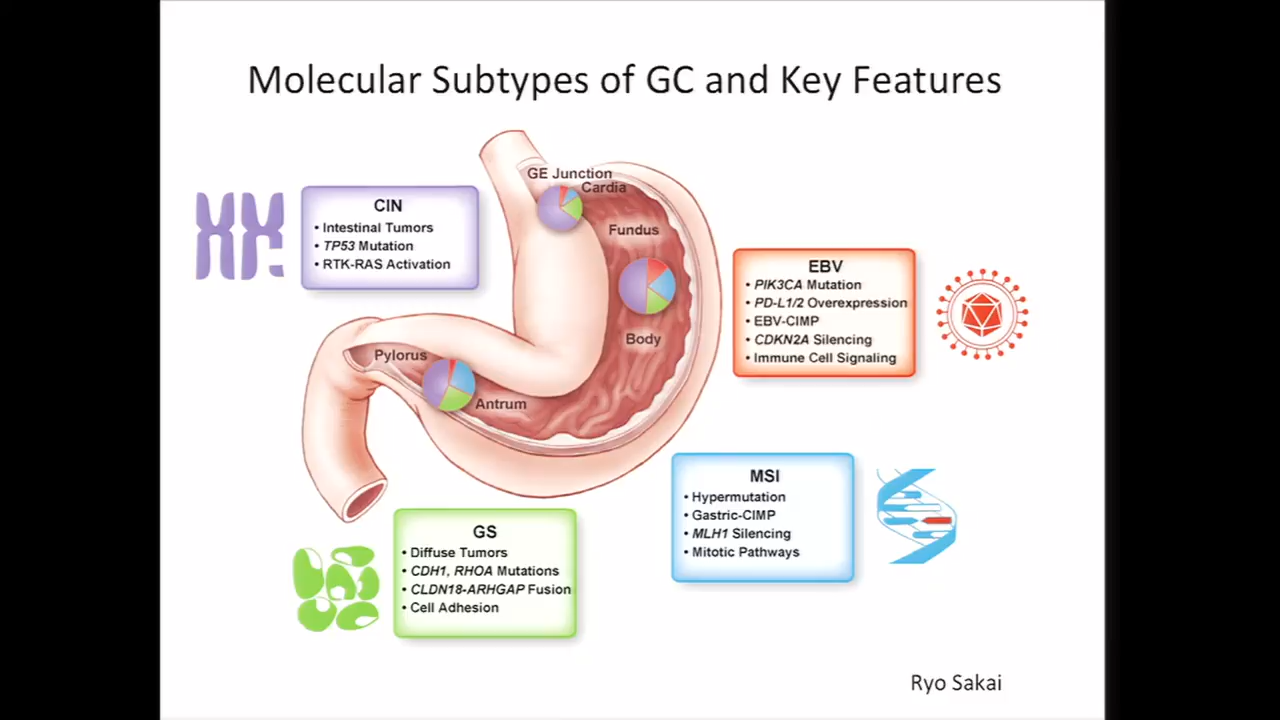 Molecular Subtypes of GC and Key Features
GE Junction
Cardia
Fundus
Body
Pylorus
Antrum
CIN
• Intestinal Tumors
• TP53 Mutation
• RTK-RAS Activation
EBV
• PIK3CA Mutation
• PD-L1/2 Overexpression
• EBV-CIMP
• CDKN2A Silencing
• Immune Cell Signaling
MSI
• Hypermutation
• Gastric-CIMP
• MLH1 Silencing
• Mitotic Pathways
GS
• Diffuse Tumors
• CDH1, RHOA Mutations
• CLDN18-ARHGAP Fusion
• Cell Adhesion
Ryo Sakai